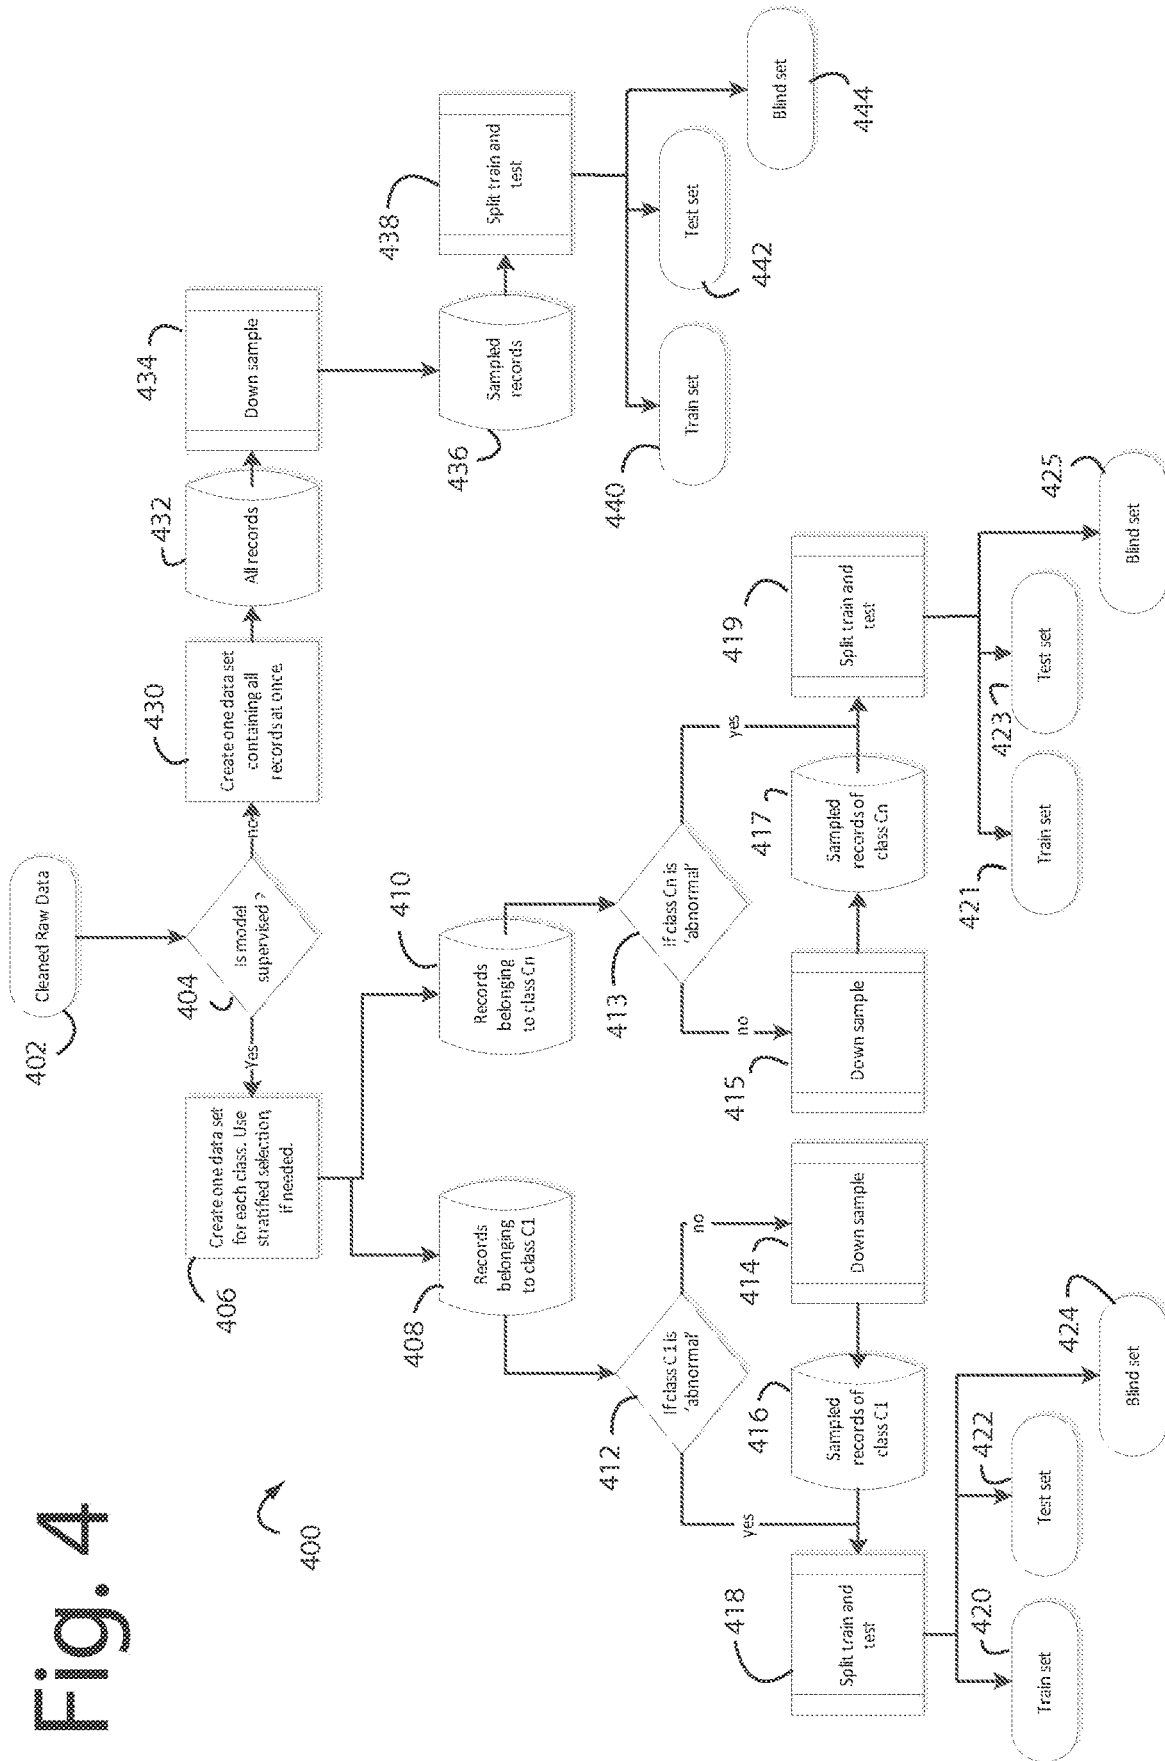 Fig. 4
400
402
Cleaned Raw Data
404
Is model
supervised ?
Yes
no
406
Create one data set
for each class. Use
stratified selection,
if needed.
430
Create one data set
containing all
records at once.
432
All records
434
Down sample
408
Records
belonging
to class C1
410
Records
belonging
to class Cn
436
Sampled
records
438
Split train and
test
412
If class C1 is
'abnormal'
yes
no
413
If class Cn is
'abnormal'
no
yes
440
Train set
442
Test set
444
Blind set
418
Split train and
test
416
Sampled
records of
class C1
414
Down sample
415
Down sample
417
Sampled
records of
class Cn
419
Split train and
test
420
Train set
422
Test set
424
Blind set
421
Train set
423
Test set
425
Blind set